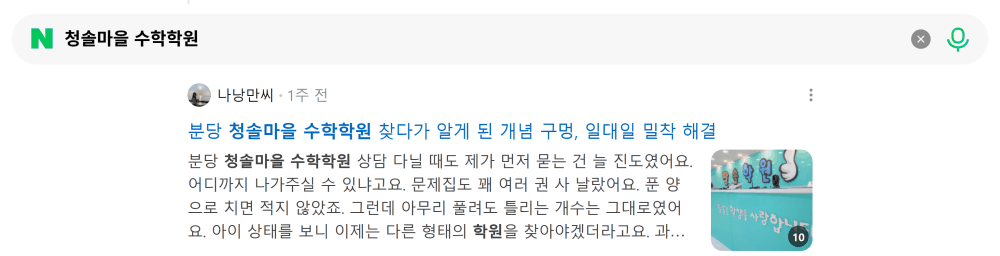 청솔마을 수학학원
나낭만씨 · 1주 전
분당 청솔마을 수학학원 찾다가 알게 된 개념 구멍, 일대일 밀착 해결
분당 청솔마을 수학학원 상담 다닐 때도 제가 먼저 묻는 건 늘 진도였어요.
어디까지 나가주실 수 있냐고요. 문제집도 꽤 여러 권 사 날랐어요. 푼 양
으로 치면 적지 않았죠. 그런데 아무리 풀려도 틀리는 개수는 그대로였어
요. 아이 상태를 보니 이제는 다른 형태의 학원을 찾아야겠더라고요. 과...
학원
사랑합니다
10